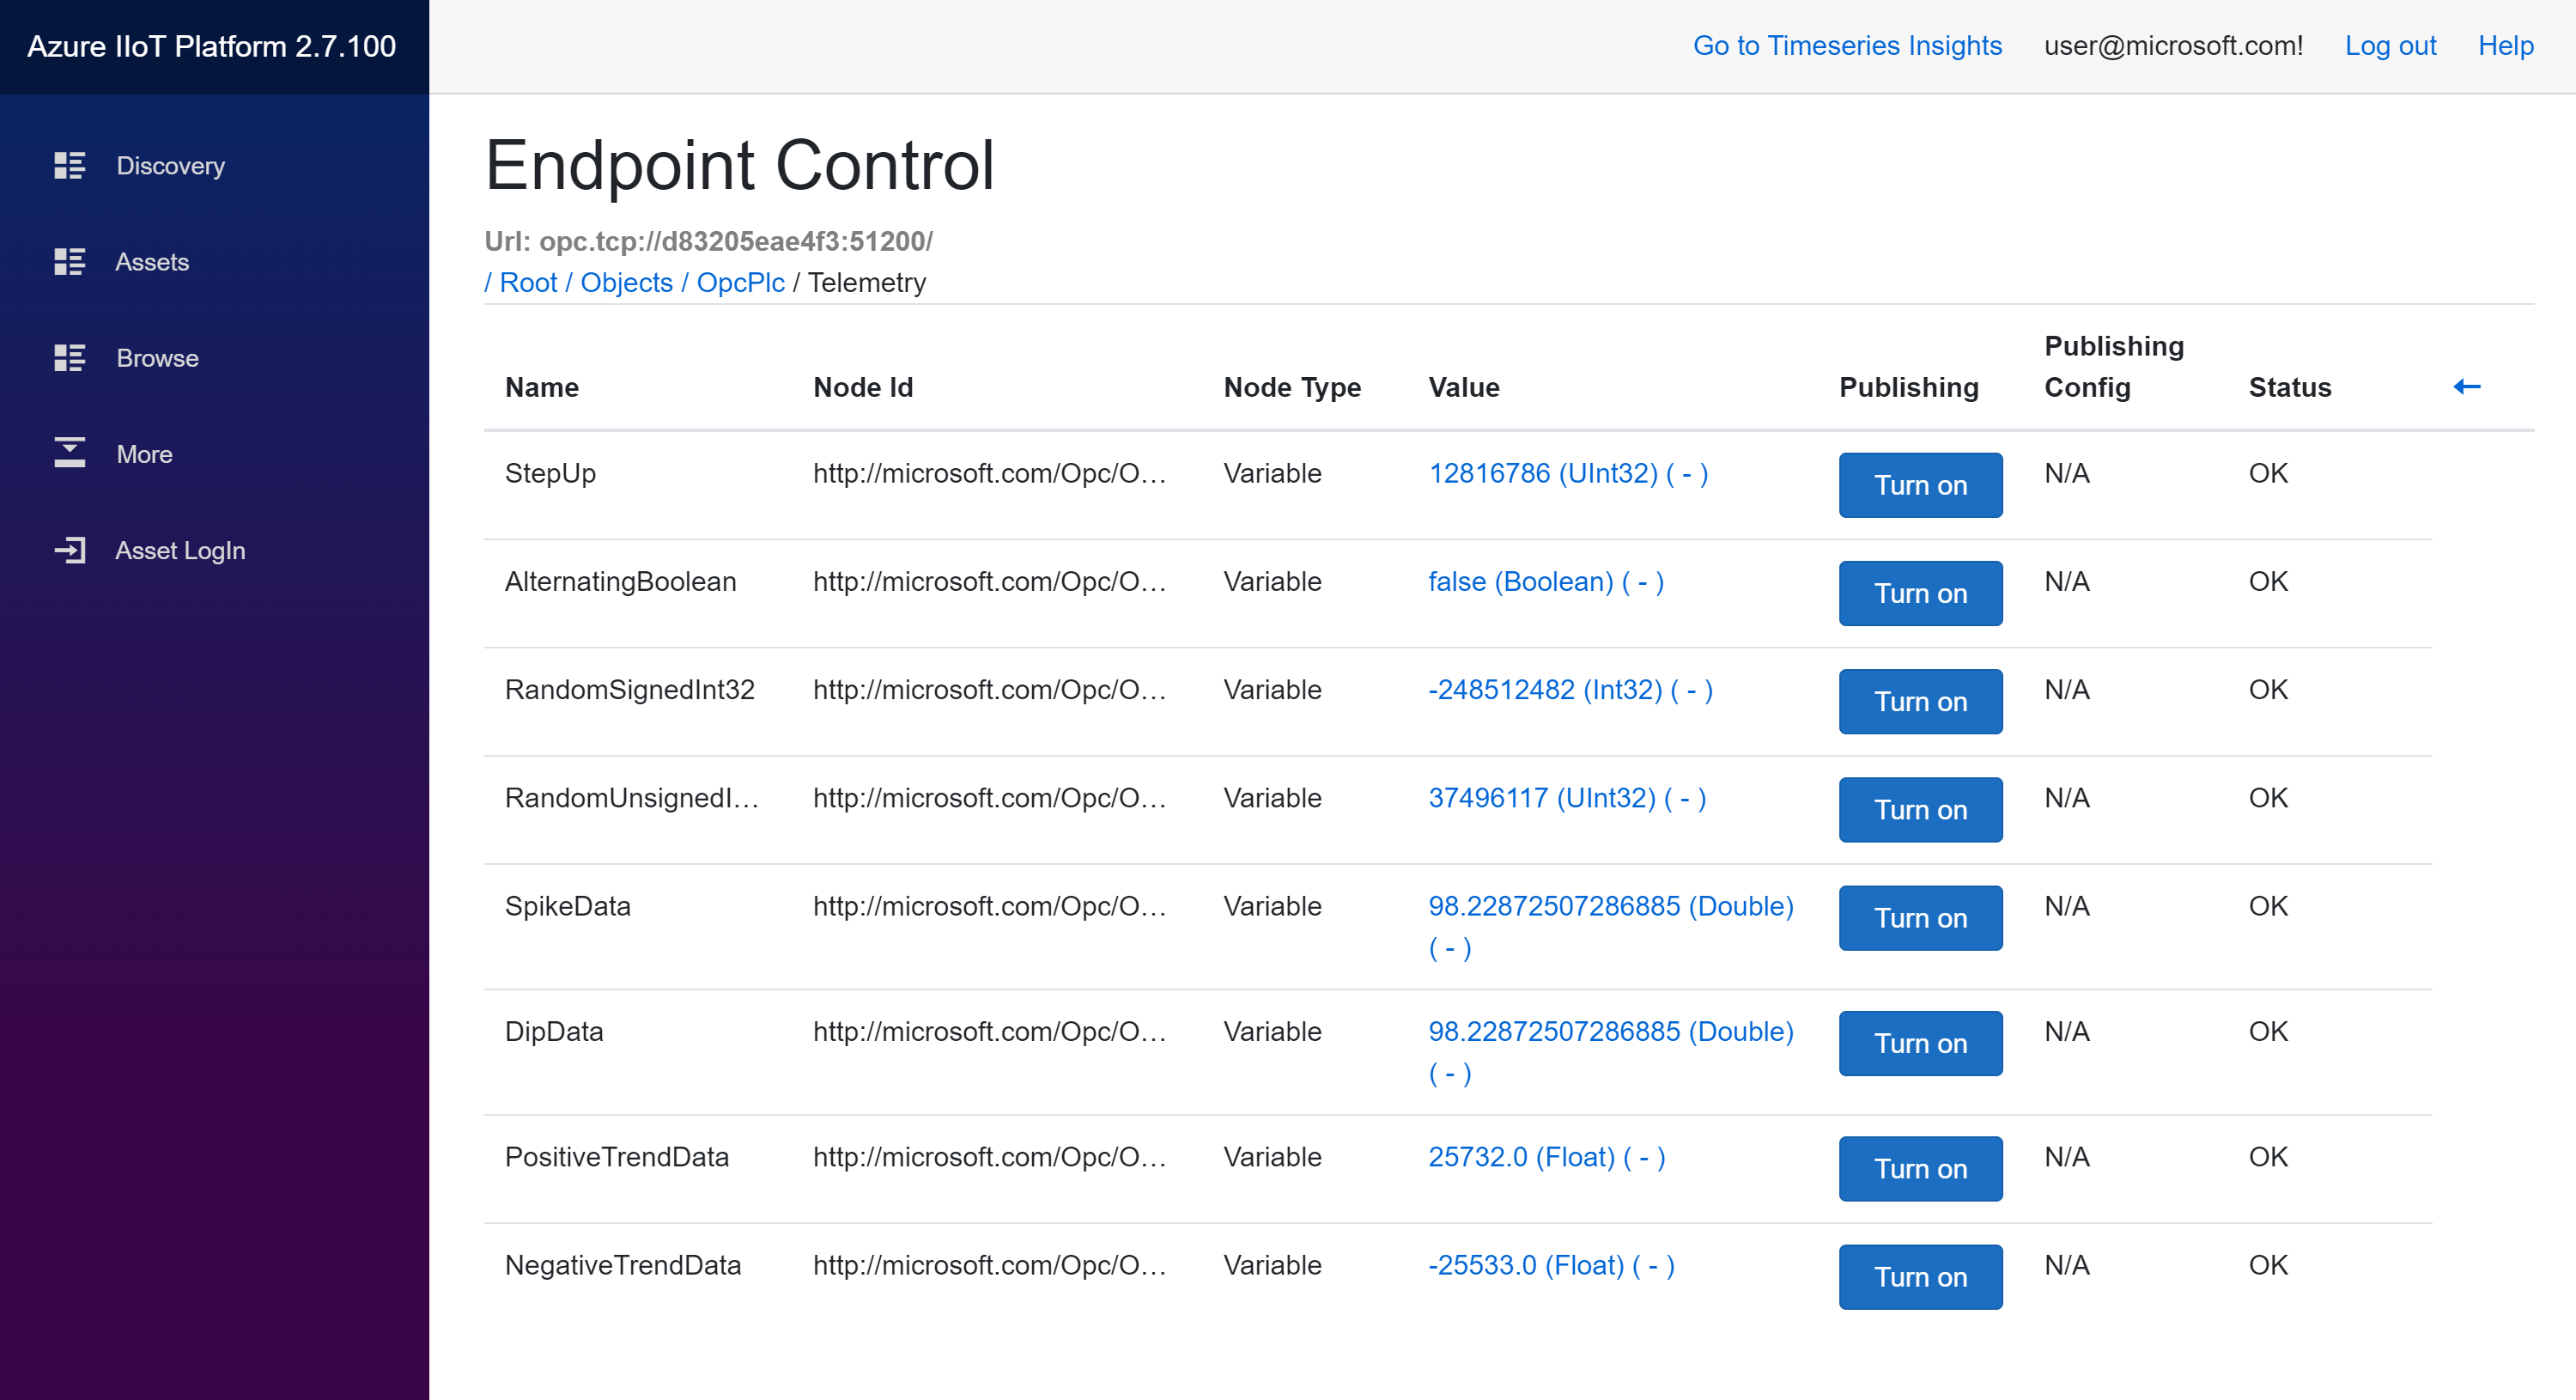 Azure IIoT Platform 2.7.100
Go to Timeseries Insights user@microsoft.com! Log out Help
Discovery
Assets
Browse
More
Asset LogIn
Endpoint Control
Url: opc.tcp://d83205eae4f3:51200/
/ Root / Objects / OpcPlc / Telemetry
Name Node Id Node Type Value Publishing Publishing Config Status
StepUp http://microsoft.com/Opc/O… Variable 12816786 (UInt32) ( - ) Turn on N/A OK
AlternatingBoolean http://microsoft.com/Opc/O… Variable false (Boolean) ( - ) Turn on N/A OK
RandomSignedInt32 http://microsoft.com/Opc/O… Variable -248512482 (Int32) ( - ) Turn on N/A OK
RandomUnsignedI… http://microsoft.com/Opc/O… Variable 37496117 (UInt32) ( - ) Turn on N/A OK
SpikeData http://microsoft.com/Opc/O… Variable 98.22872507286885 (Double) ( - ) Turn on N/A OK
DipData http://microsoft.com/Opc/O… Variable 98.22872507286885 (Double) ( - ) Turn on N/A OK
PositiveTrendData http://microsoft.com/Opc/O… Variable 25732.0 (Float) ( - ) Turn on N/A OK
NegativeTrendData http://microsoft.com/Opc/O… Variable -25533.0 (Float) ( - ) Turn on N/A OK